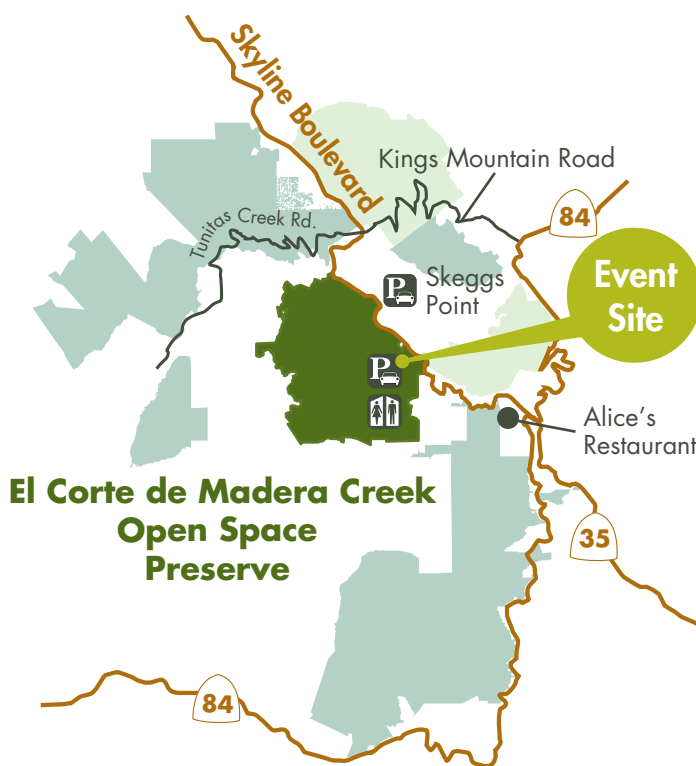 Skyline Boulevard
Kings Mountain Road
Tunitas Creek Rd.
84
Event
Site
P
Skeggs
Point
P
Alice's
Restaurant
El Corte de Madera Creek
Open Space
Preserve
35
84